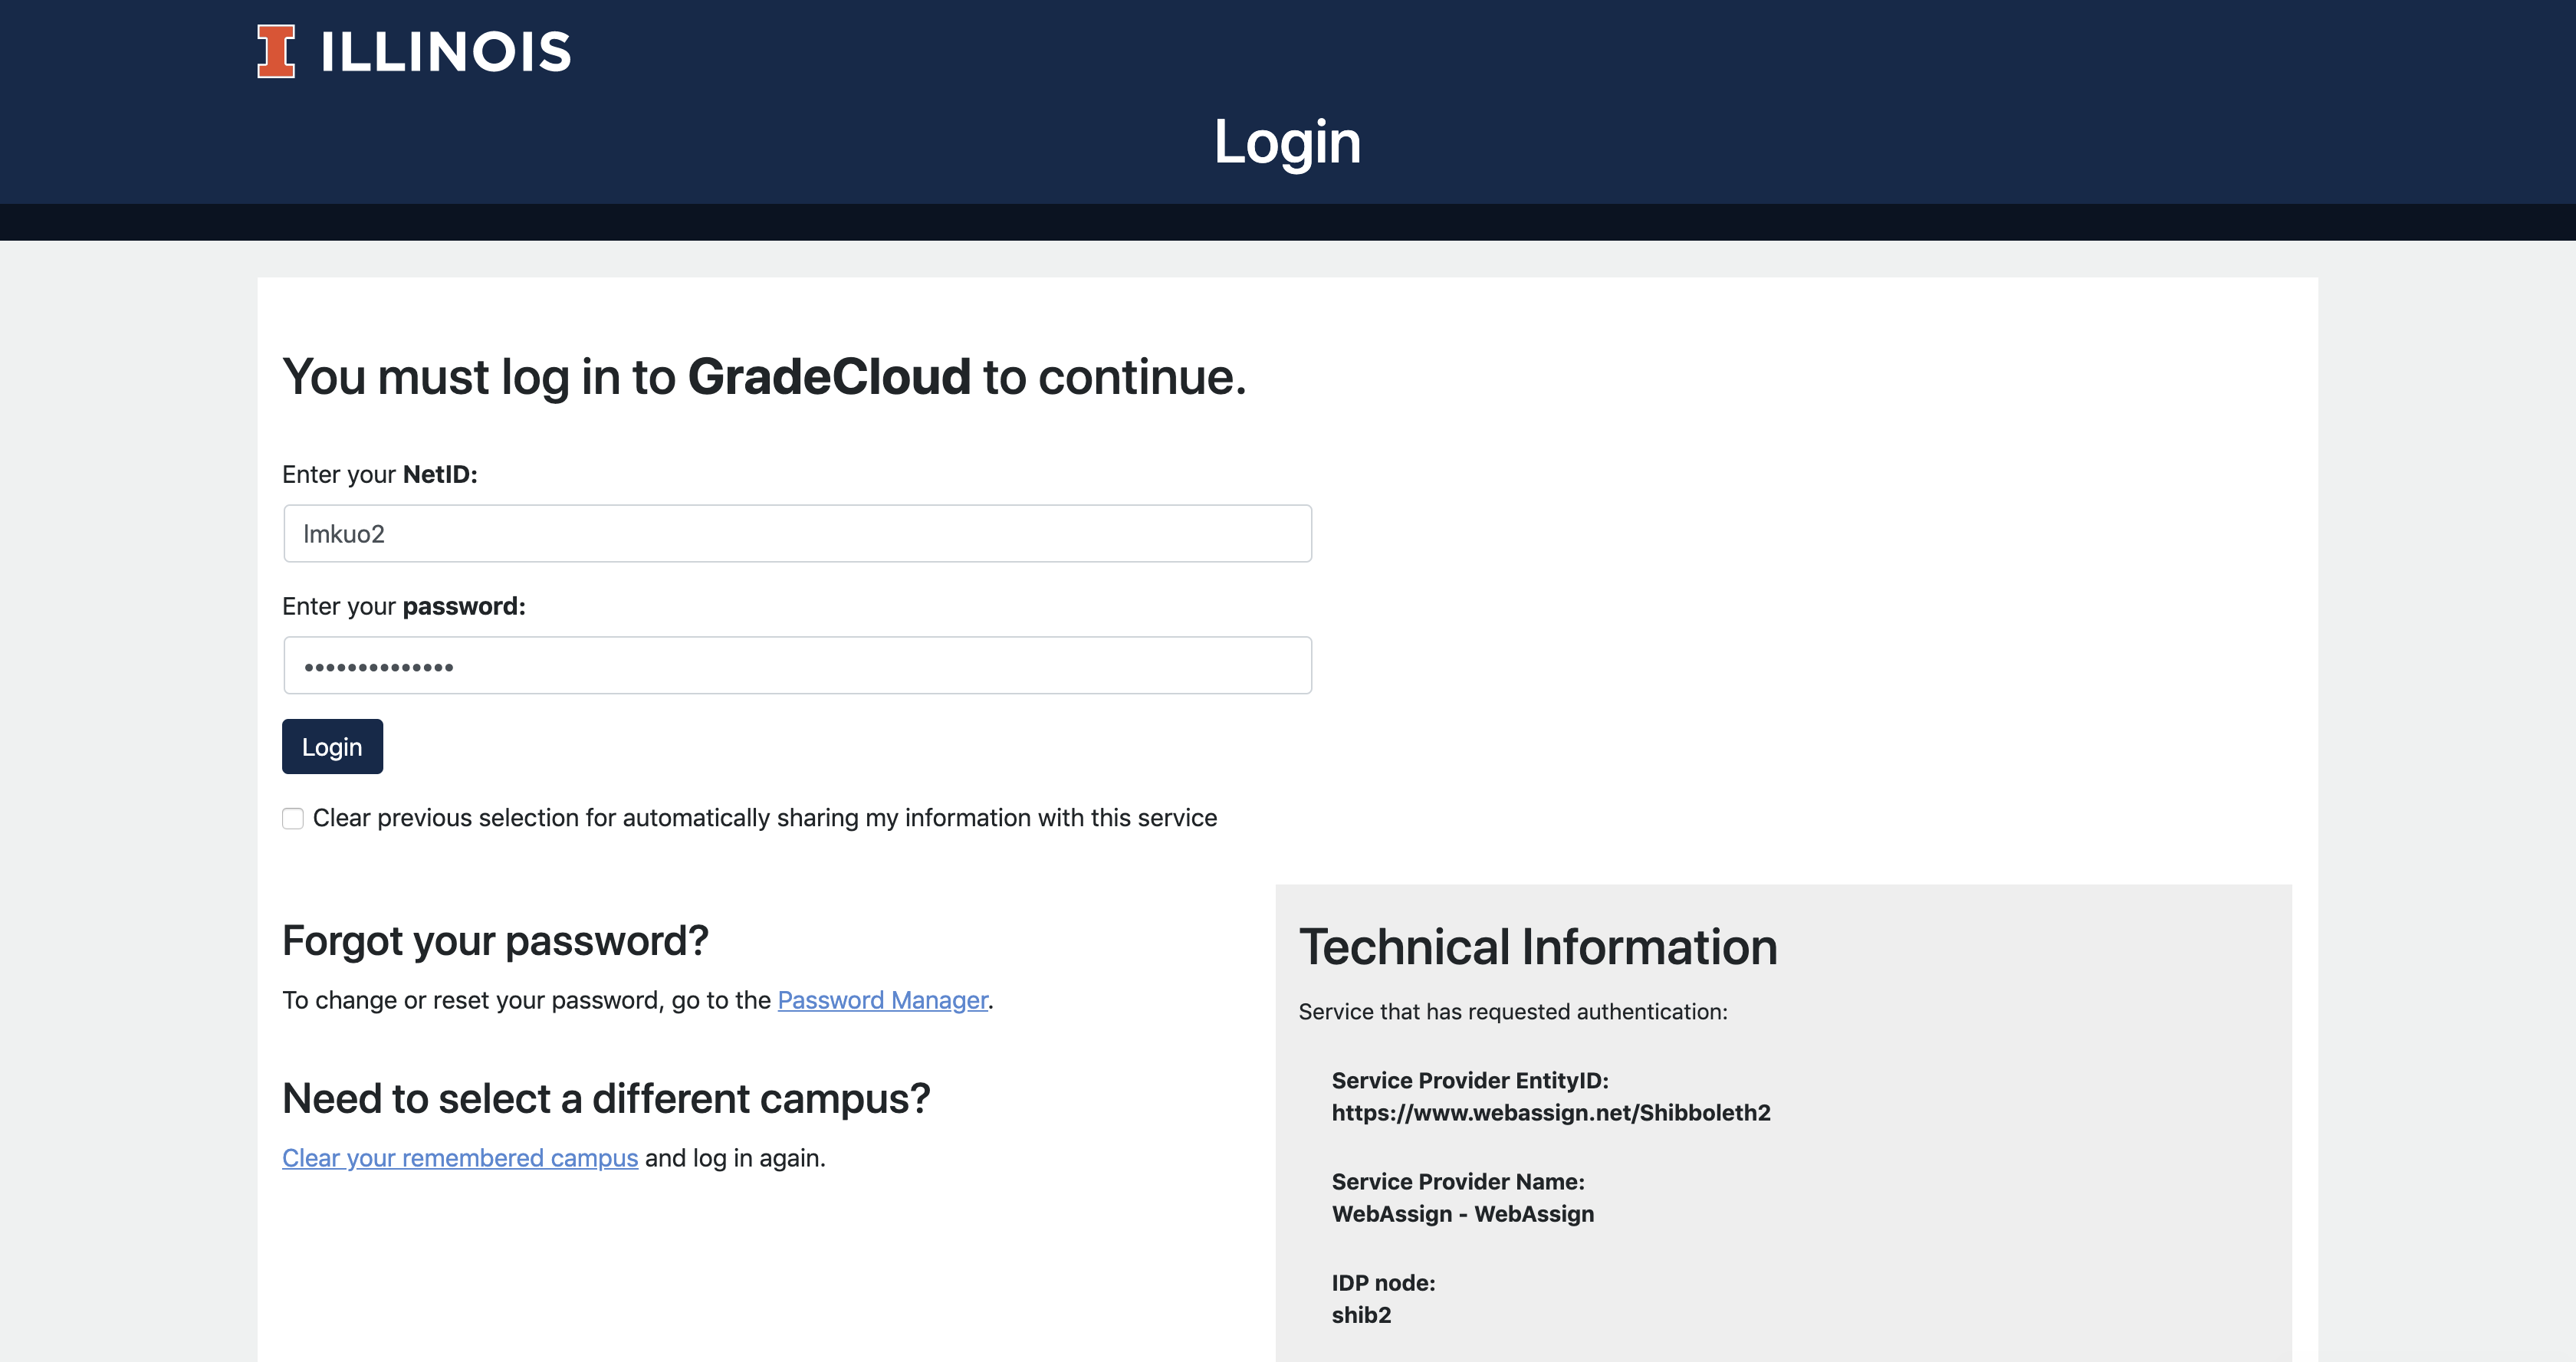 I ILLINOIS
Login
You must log in to GradeCloud to continue.
Enter your NetID:
lmkuo2
Enter your password:
••••••••••••••
Login
Clear previous selection for automatically sharing my information with this service
Forgot your password?
To change or reset your password, go to the Password Manager.
Need to select a different campus?
Clear your remembered campus and log in again.
Technical Information
Service that has requested authentication:
Service Provider EntityID:
https://www.webassign.net/Shibboleth2
Service Provider Name:
WebAssign - WebAssign
IDP node:
shib2